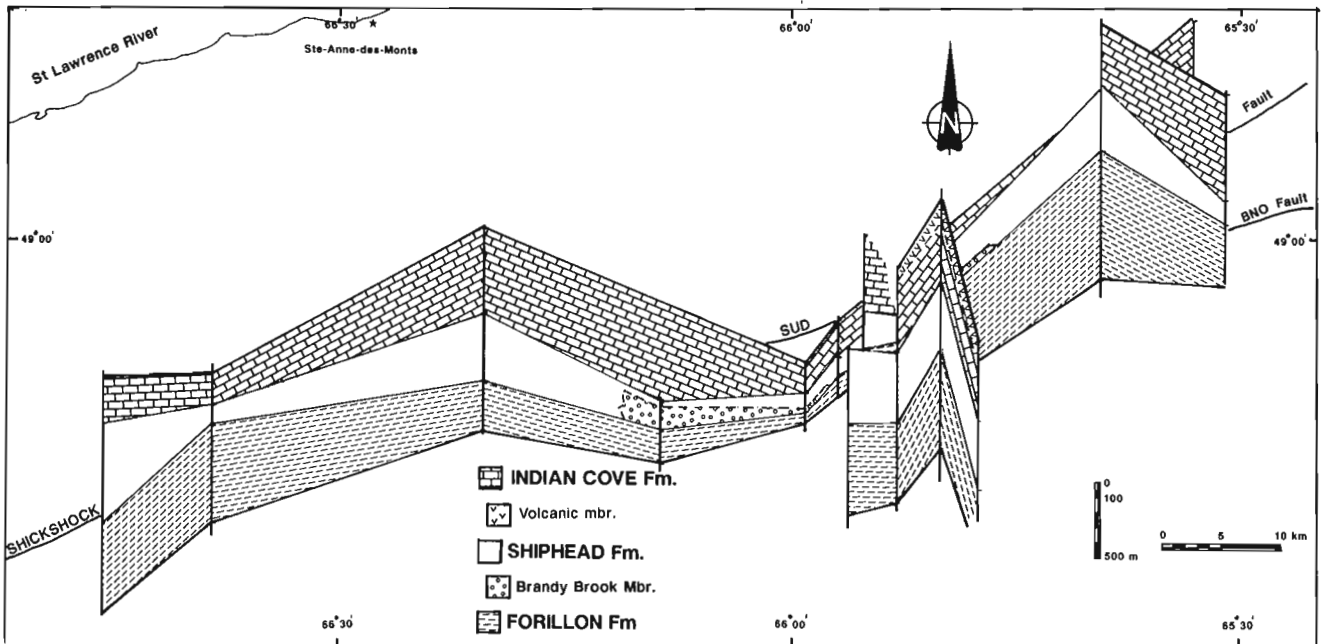 66°30'
66°00'
65°30'
St Lawrence River
Ste-Anne-des-Monts
N
Fault
BNO Fault
49°00'
49°00'
SUD
SHICKSHOCK
INDIAN COVE Fm.
Volcanic mbr.
SHIPHEAD Fm.
Brandy Brook Mbr.
FORILLON Fm
0
100
500 m
0 5 10 km
66°30'
66°00'
65°30'